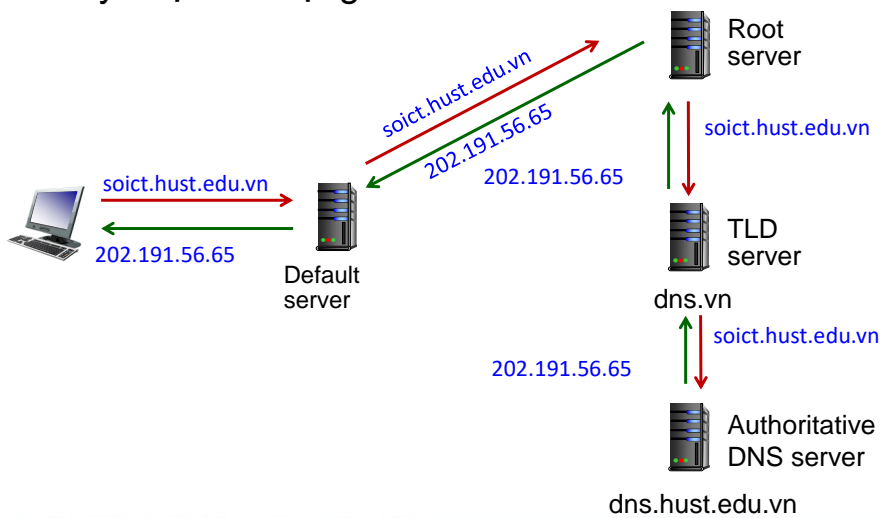 Root
server
soict.hust.edu.vn
202.191.56.65
soict.hust.edu.vn
202.191.56.65
soict.hust.edu.vn
202.191.56.65
Default
server
TLD
server
dns.vn
soict.hust.edu.vn
202.191.56.65
Authoritative
DNS server
dns.hust.edu.vn